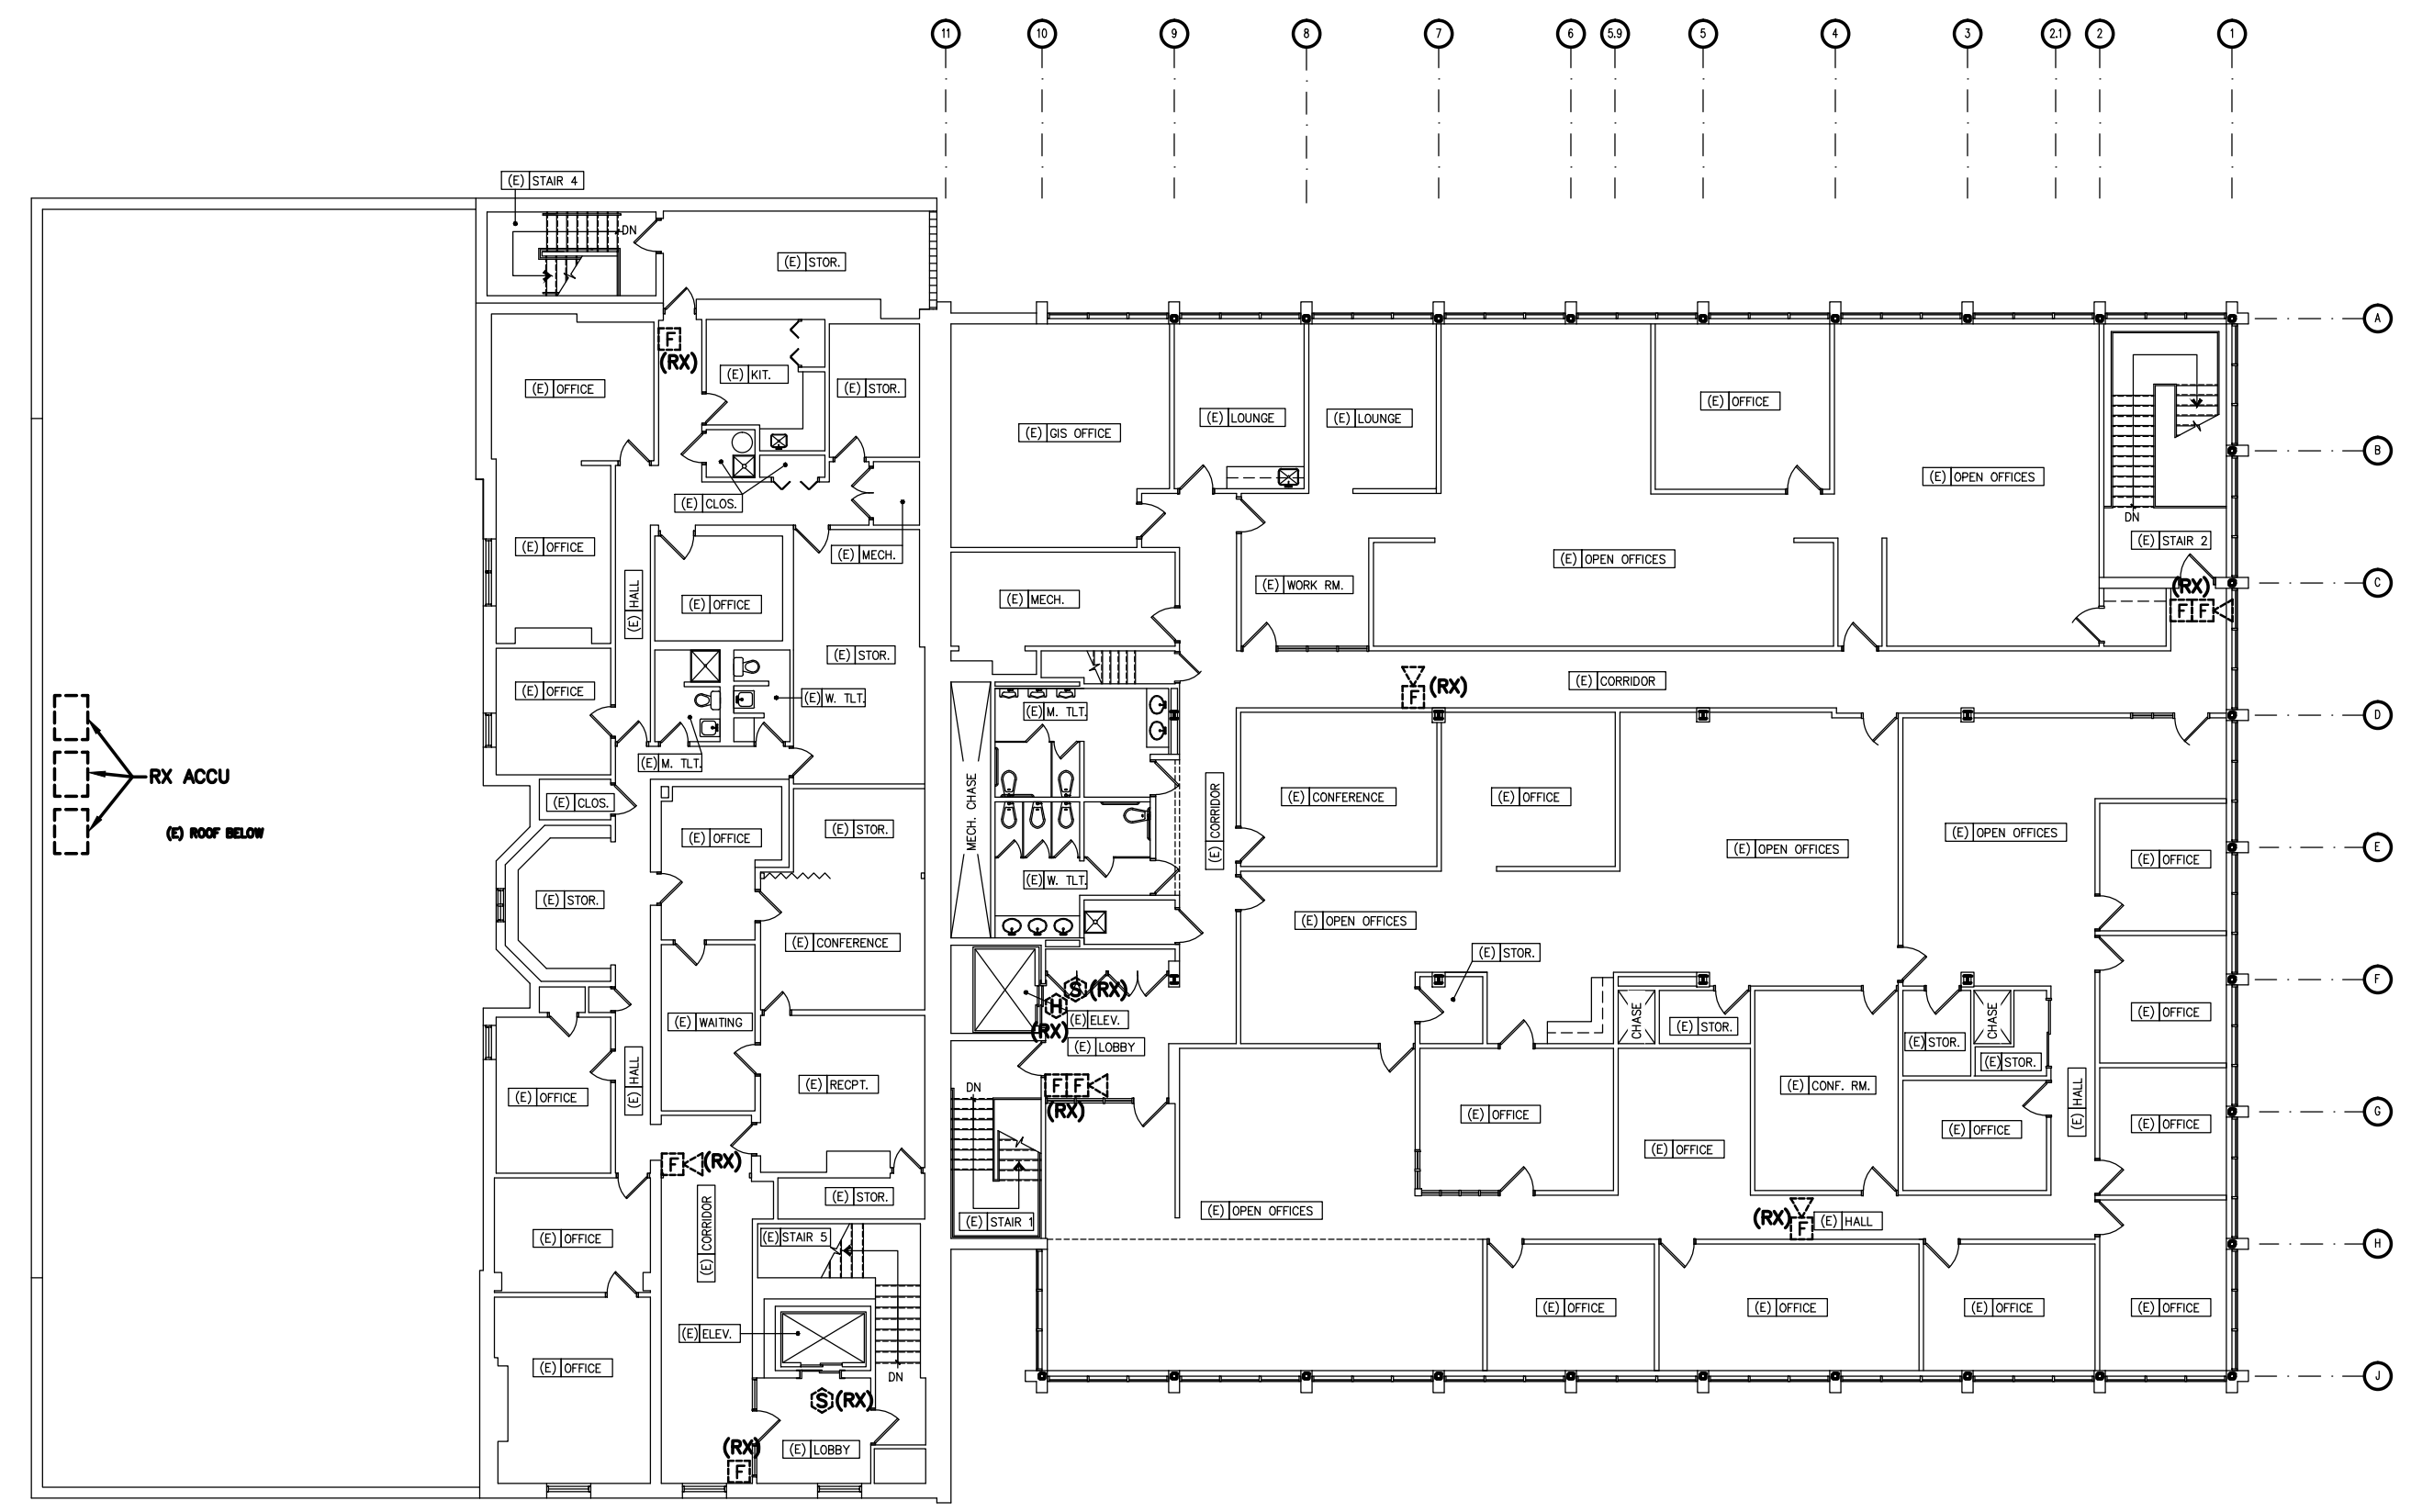 11 10 9 8 7 6 5.9 5 4 3 2.1 2 1
(E) STAIR 4
DN
(E) STOR.
A
F
(RX)
(E) KIT.
(E) OFFICE
(E) STOR.
(E) OFFICE
(E) LOUNGE
(E) LOUNGE
(E) GIS OFFICE
B
(E) OPEN OFFICES
(E) CLOS.
DN
(E) STAIR 2
(E) OFFICE
(E) MECH.
(E) OPEN OFFICES
C
(RX)
(E) WORK RM.
(E) HALL
(E) OFFICE
(E) MECH.
F F
(E) STOR.
(E) CORRIDOR
(E) OFFICE
F
(RX)
(E) W. TLT.
(E) M. TLT.
D
(E) M. TLT.
RX ACCU
(E) ROOF BELOW
(E) CLOS.
(E) CONFERENCE
(E) OFFICE
MECH. CHASE
(E) CORRIDOR
(E) OFFICE
(E) STOR.
(E) OPEN OFFICES
(E) OPEN OFFICES
E
(E) OFFICE
(E) W. TLT.
(E) STOR.
(E) OPEN OFFICES
(E) CONFERENCE
(E) STOR.
F
S (RX)
H
(RX)
(E) ELEV.
(E) LOBBY
(E) WAITING
CHASE
(E) STOR.
CHASE
(E) OFFICE
(E) STOR.
(E) STOR.
(E) HALL
(E) OFFICE
(E) RECPT.
DN
F F
(RX)
(E) CONF. RM.
(E) OFFICE
(E) HALL
(E) OFFICE
G
(E) OFFICE
(E) OFFICE
F
(RX)
(E) STOR.
(E) STAIR 1
(E) OPEN OFFICES
(RX)
F
(E) HALL
(E) CORRIDOR
(E) OFFICE
(E) STAIR 5
H
(E) ELEV.
(E) OFFICE
(E) OFFICE
(E) OFFICE
(E) OFFICE
(E) OFFICE
DN
J
S (RX)
(RX)
F
(E) LOBBY